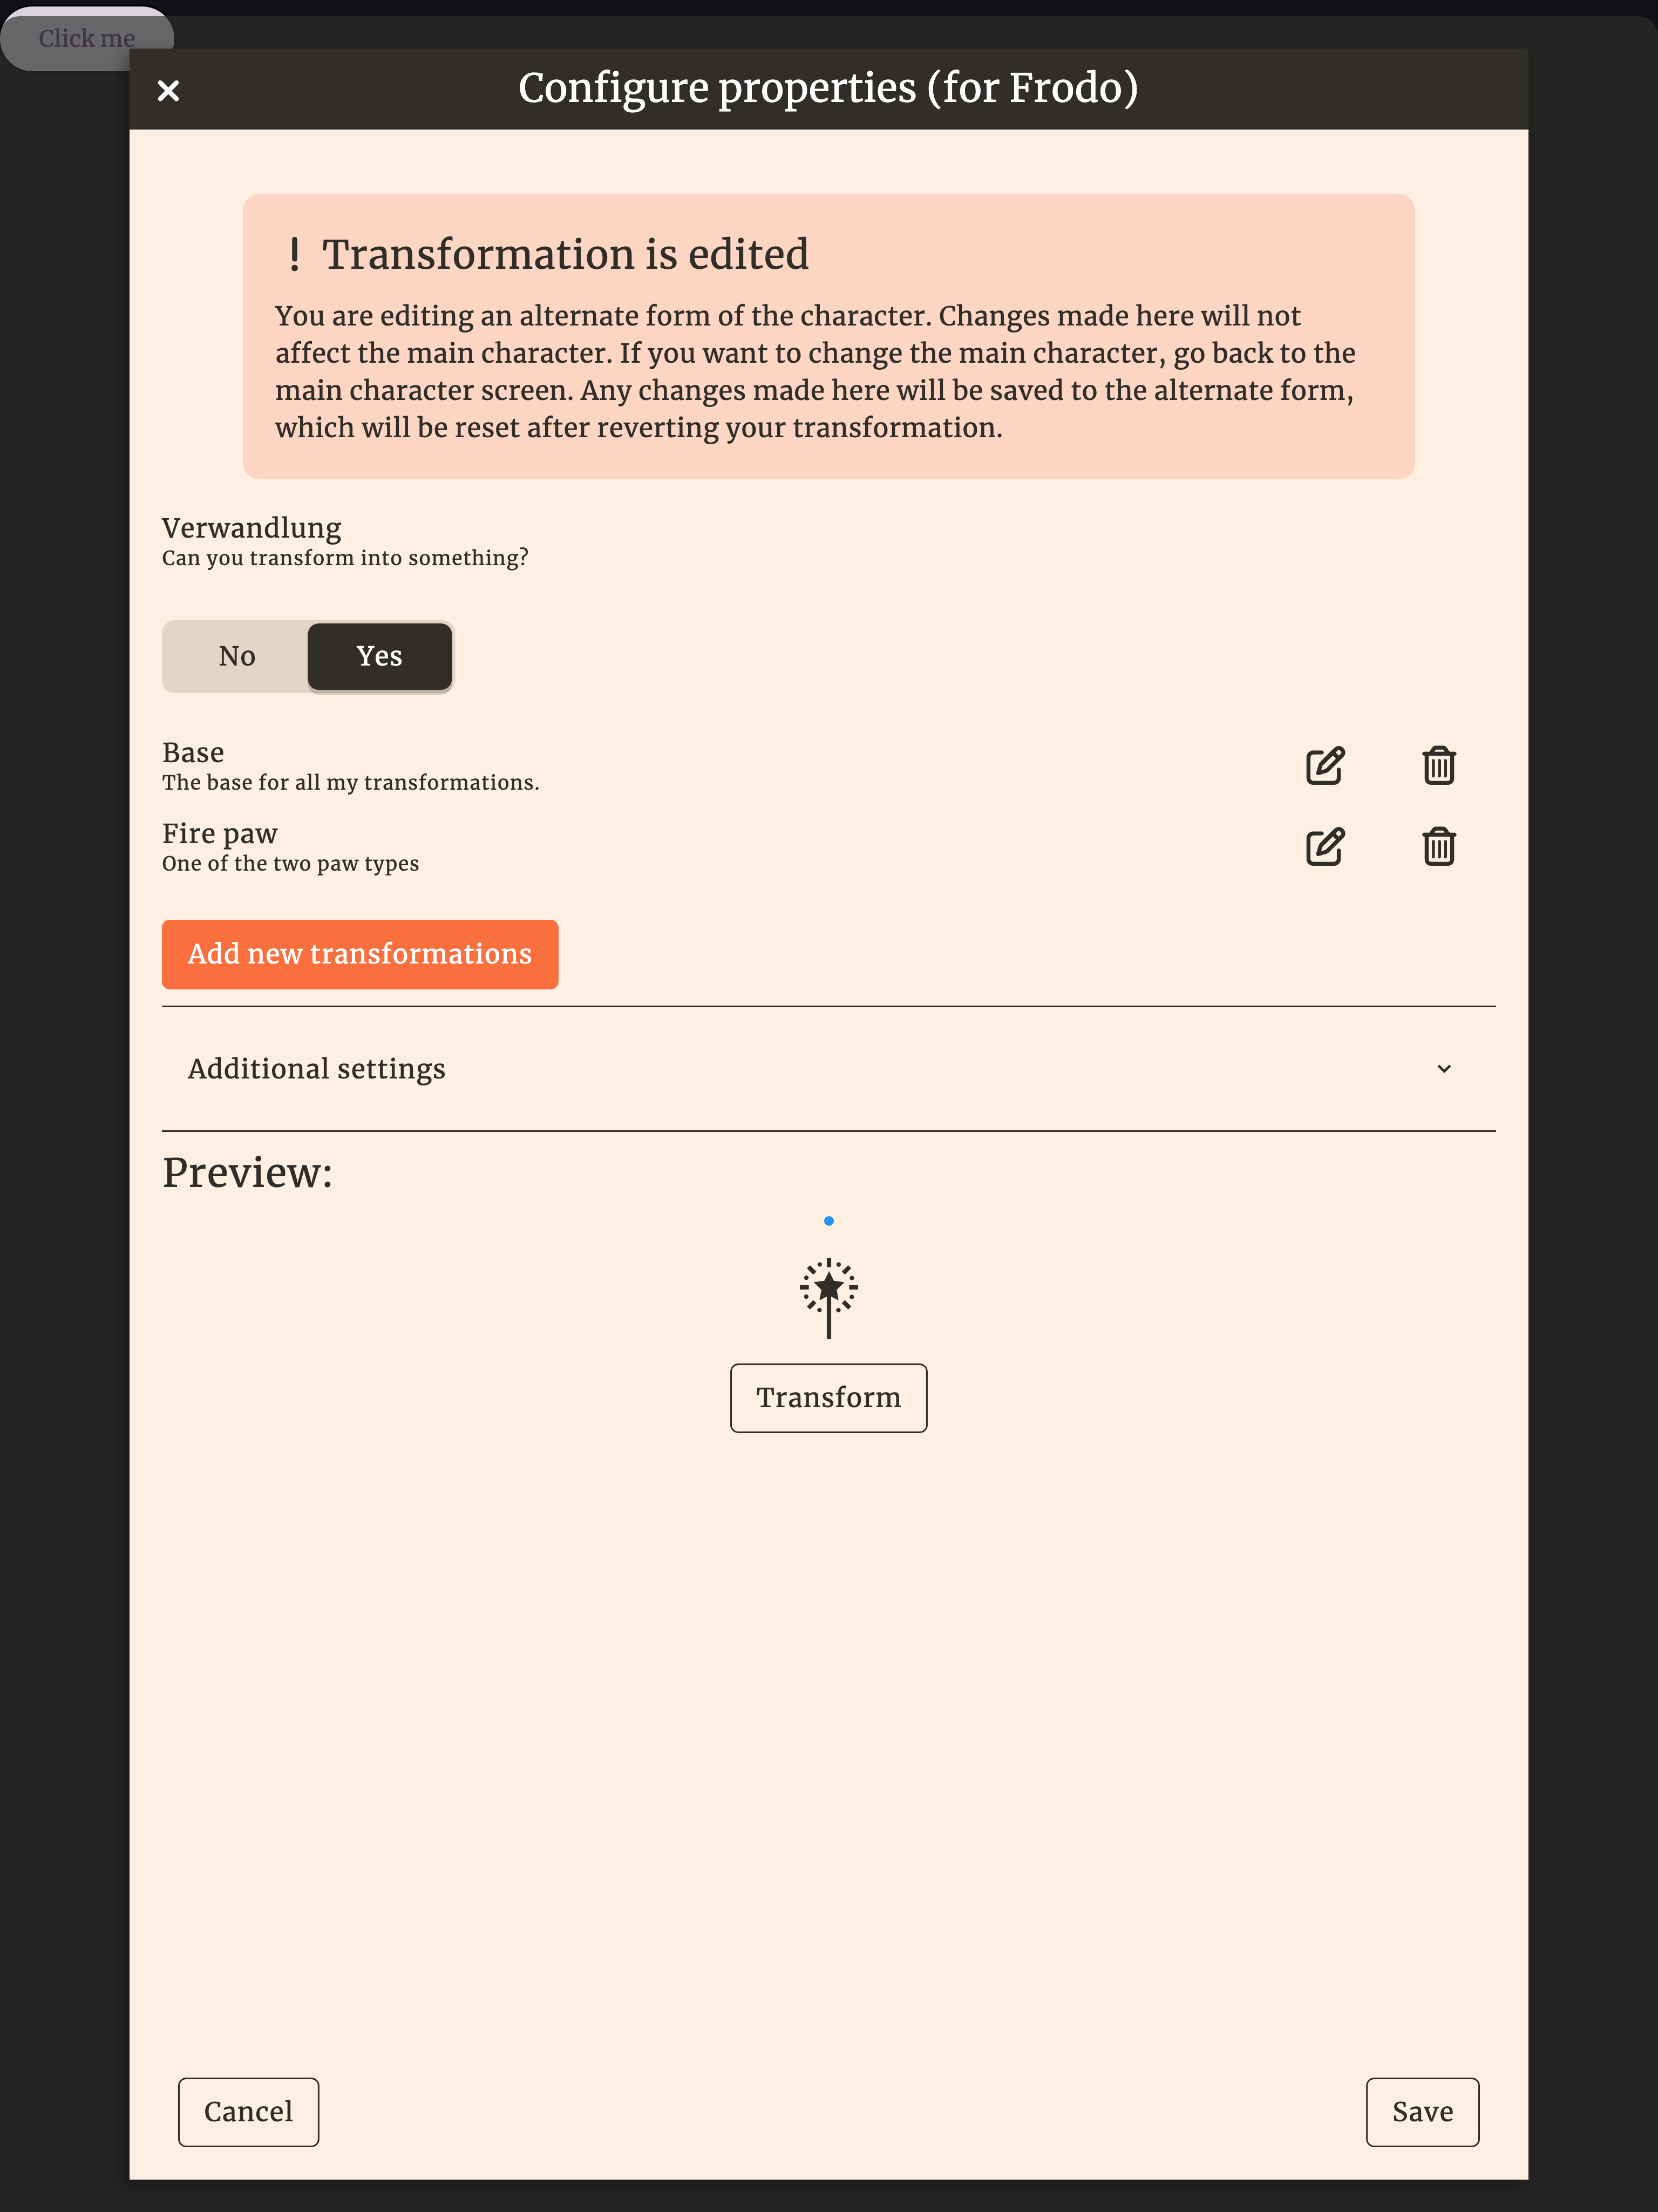 Click me
Configure properties (for Frodo)
! Transformation is edited
You are editing an alternate form of the character. Changes made here will not
affect the main character. If you want to change the main character, go back to the
main character screen. Any changes made here will be saved to the alternate form,
which will be reset after reverting your transformation.
Verwandlung
Can you transform into something?
No Yes
Base
The base for all my transformations.
Fire paw
One of the two paw types
Add new transformations
Additional settings
Preview:
Transform
Cancel Save